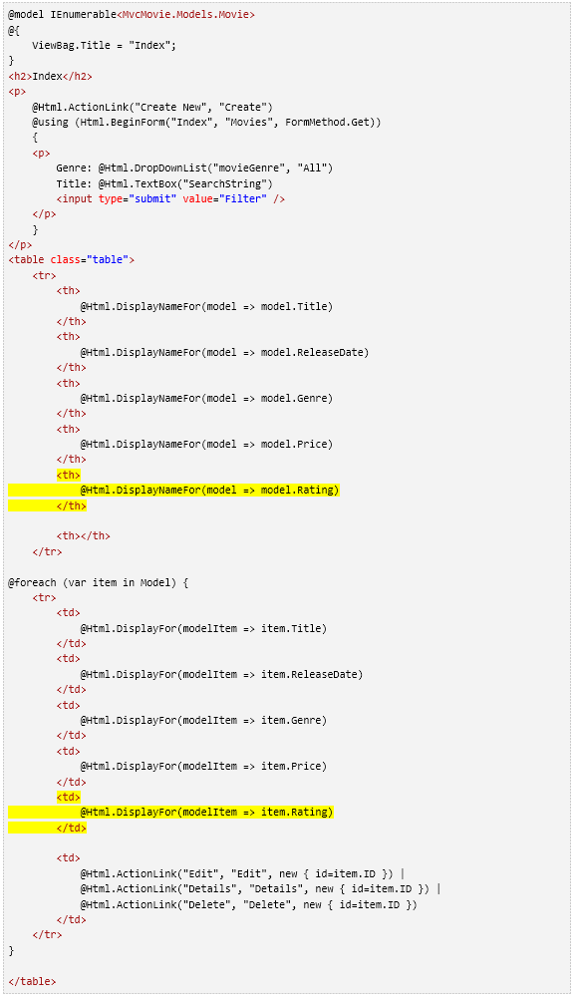 @model IEnumerable<MvcMovie.Models.Movie>
@{
    ViewBag.Title = "Index";
}
<h2>Index</h2>
<p>
    @Html.ActionLink("Create New", "Create")
    @using (Html.BeginForm("Index", "Movies", FormMethod.Get))
    {
    <p>
        Genre: @Html.DropDownList("movieGenre", "All")
        Title: @Html.TextBox("SearchString")
        <input type="submit" value="Filter" />
    </p>
    }
</p>
<table class="table">
    <tr>
        <th>
            @Html.DisplayNameFor(model => model.Title)
        </th>
        <th>
            @Html.DisplayNameFor(model => model.ReleaseDate)
        </th>
        <th>
            @Html.DisplayNameFor(model => model.Genre)
        </th>
        <th>
            @Html.DisplayNameFor(model => model.Price)
        </th>
        <th>
            @Html.DisplayNameFor(model => model.Rating)
        </th>

        <th></th>
    </tr>

@foreach (var item in Model) {
    <tr>
        <td>
            @Html.DisplayFor(modelItem => item.Title)
        </td>
        <td>
            @Html.DisplayFor(modelItem => item.ReleaseDate)
        </td>
        <td>
            @Html.DisplayFor(modelItem => item.Genre)
        </td>
        <td>
            @Html.DisplayFor(modelItem => item.Price)
        </td>
        <td>
            @Html.DisplayFor(modelItem => item.Rating)
        </td>

        <td>
            @Html.ActionLink("Edit", "Edit", new { id=item.ID }) |
            @Html.ActionLink("Details", "Details", new { id=item.ID }) |
            @Html.ActionLink("Delete", "Delete", new { id=item.ID })
        </td>
    </tr>
}

</table>